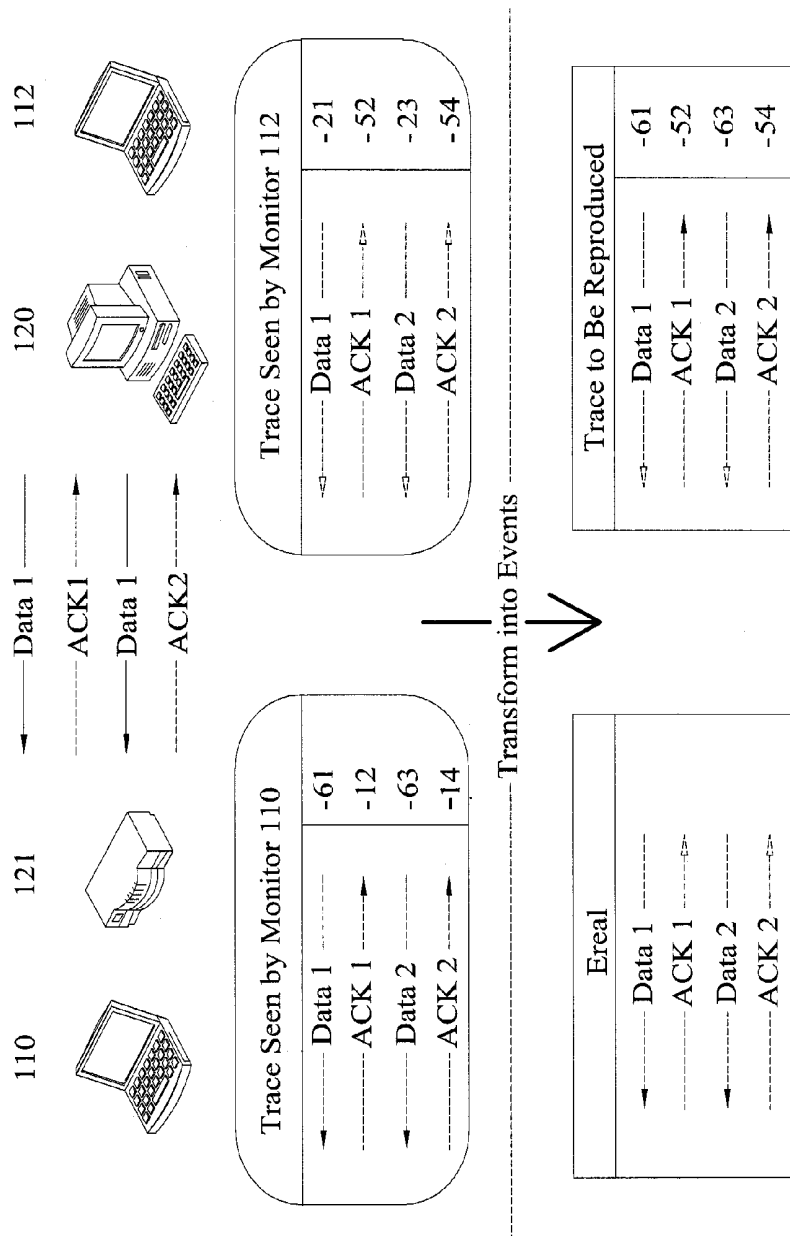 110 121 120 112
Data 1
ACK1
Data 1
ACK2
Trace Seen by Monitor 110
Data 1 -61
ACK 1 -12
Data 2 -63
ACK 2 -14
Trace Seen by Monitor 112
Data 1 -21
ACK 1 -52
Data 2 -23
ACK 2 -54
Transform into Events
Ereal
Data 1
ACK 1
Data 2
ACK 2
Trace to Be Reproduced
Data 1 -61
ACK 1 -52
Data 2 -63
ACK 2 -54